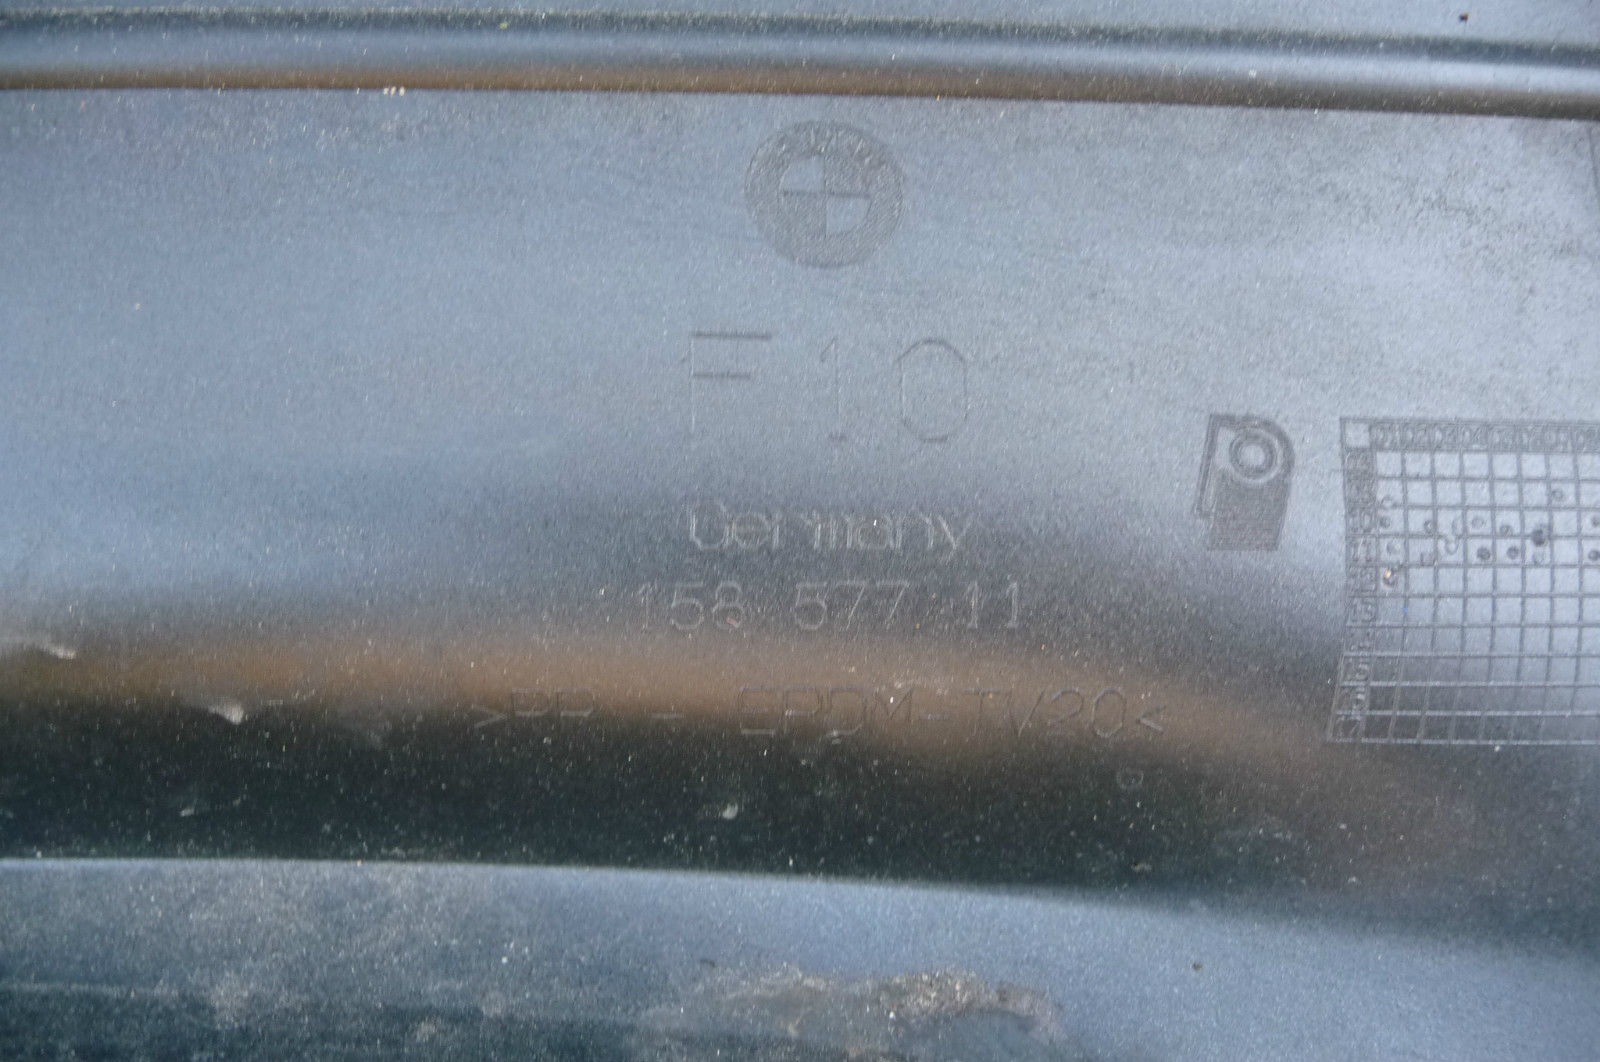 F10
Germany
158 577 11
>PP - EPDM-TV20<